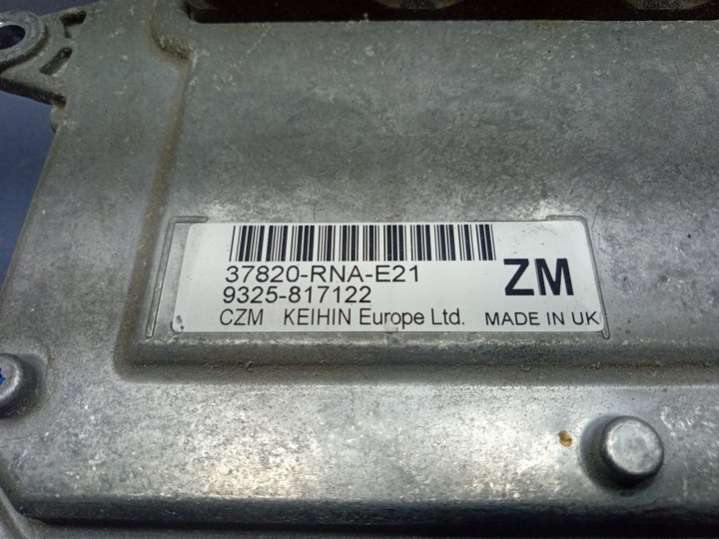 37820-RNA-E21
9325-817122
ZM
CZM KEIHIN Europe Ltd. MADE IN UK